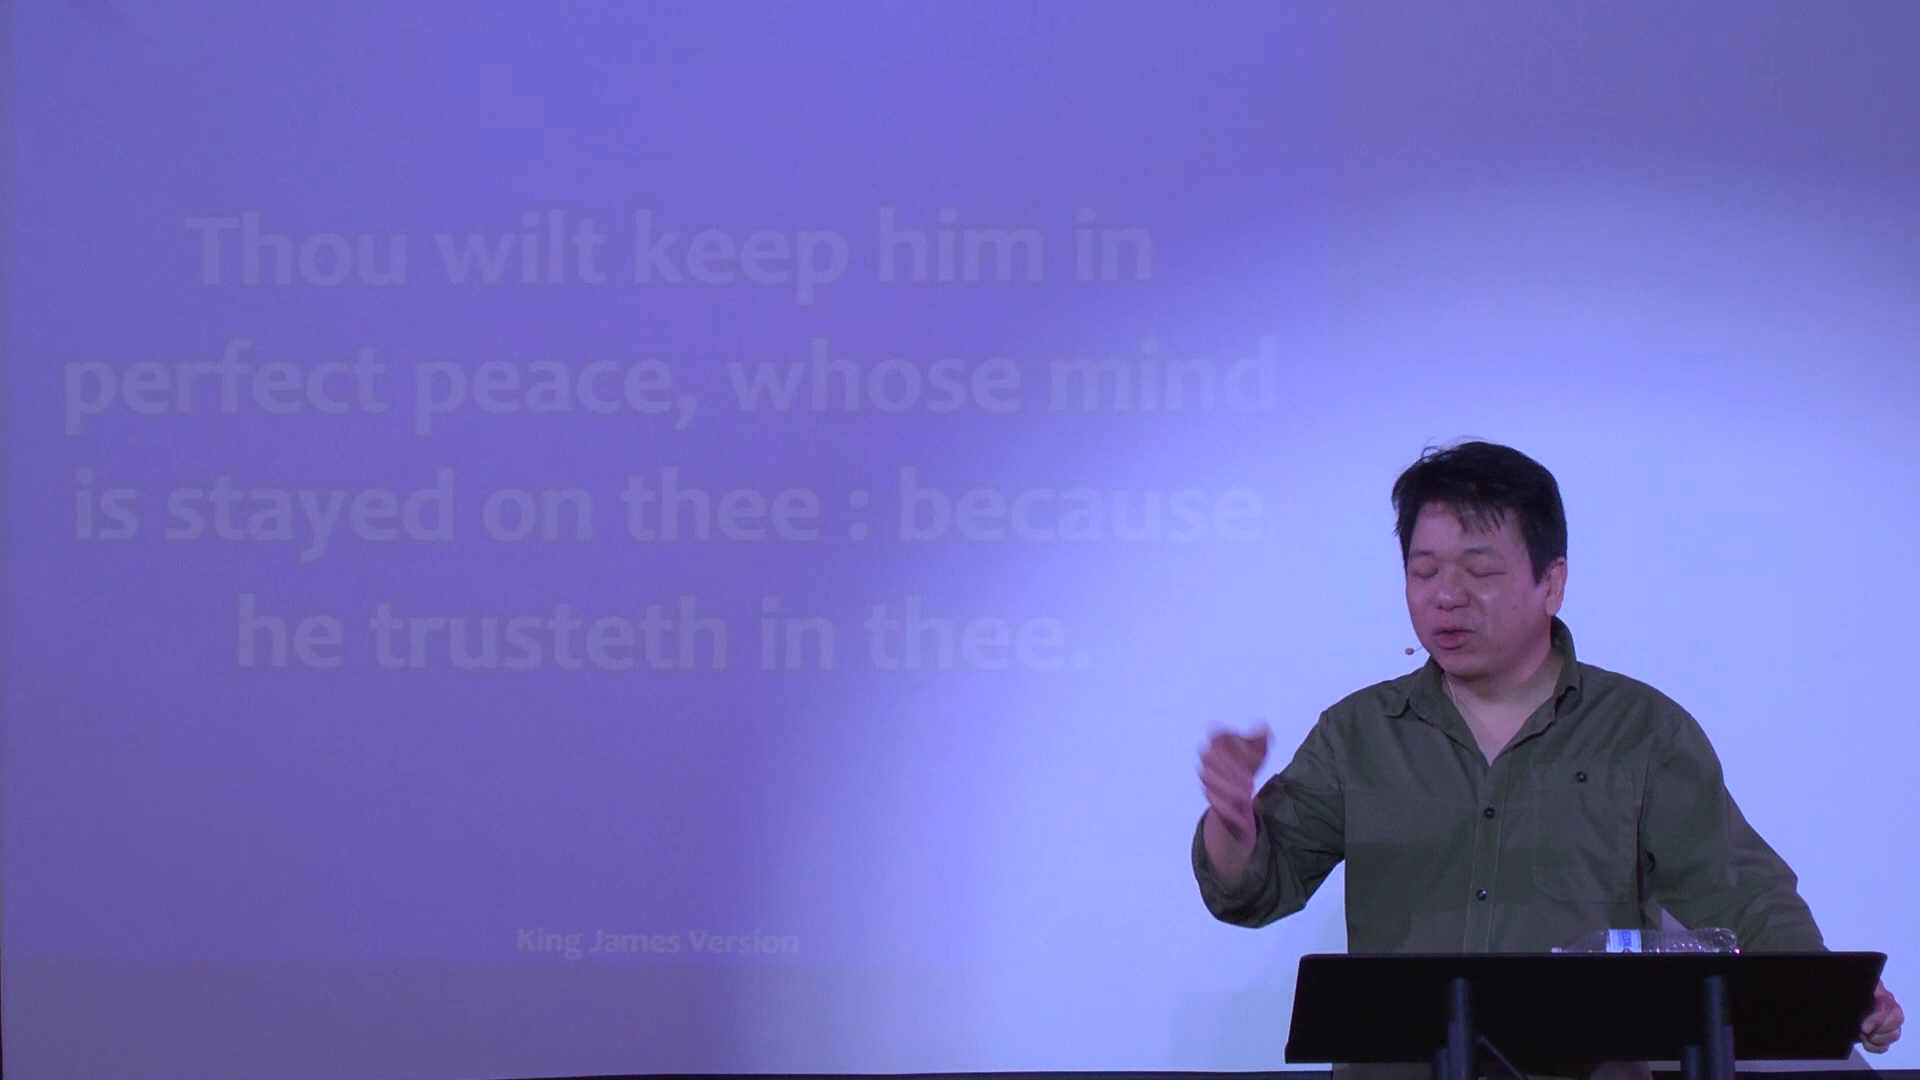 Thou wilt keep him in
perfect peace, whose mind
is stayed on thee : because
he trusteth in thee.
King James Version